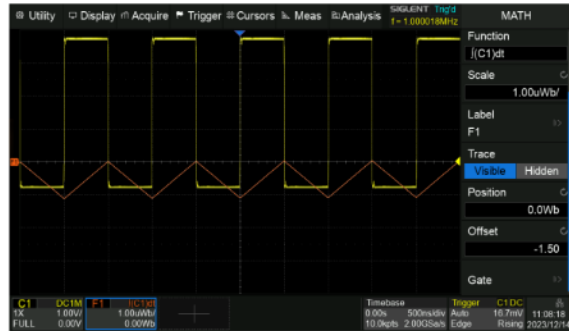 Utility Display Acquire Trigger Cursors Meas Analysis SIGLENT Trig'd MATH
f = 1.000018MHz
Function
∫(C1)dt
Scale
1.00uWb/
Label
F1
Trace
Visible Hidden
Position
0.0Wb
Offset
-1.50
Gate
C1 DC1M F1 ∫(C1)dt Timebase Trigger C1 DC
1X 1.00V/ 1.00uWb/ 0.00s 500ns/div Auto 16.7mV 11:08:18
FULL 0.00V 0.00Wb 10.0kpts 2.00GSa/s Edge Rising 2023/12/14